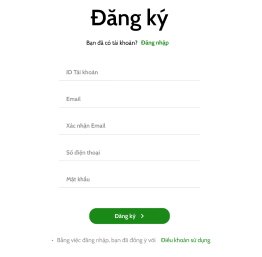 Đăng ký
Bạn đã có tài khoản? Đăng nhập
ID Tài khoản
Email
Xác nhận Email
Số điện thoại
Mật khẩu
Đăng ký >
• Bằng việc đăng nhập, bạn đã đồng ý với Điều khoản sử dụng.